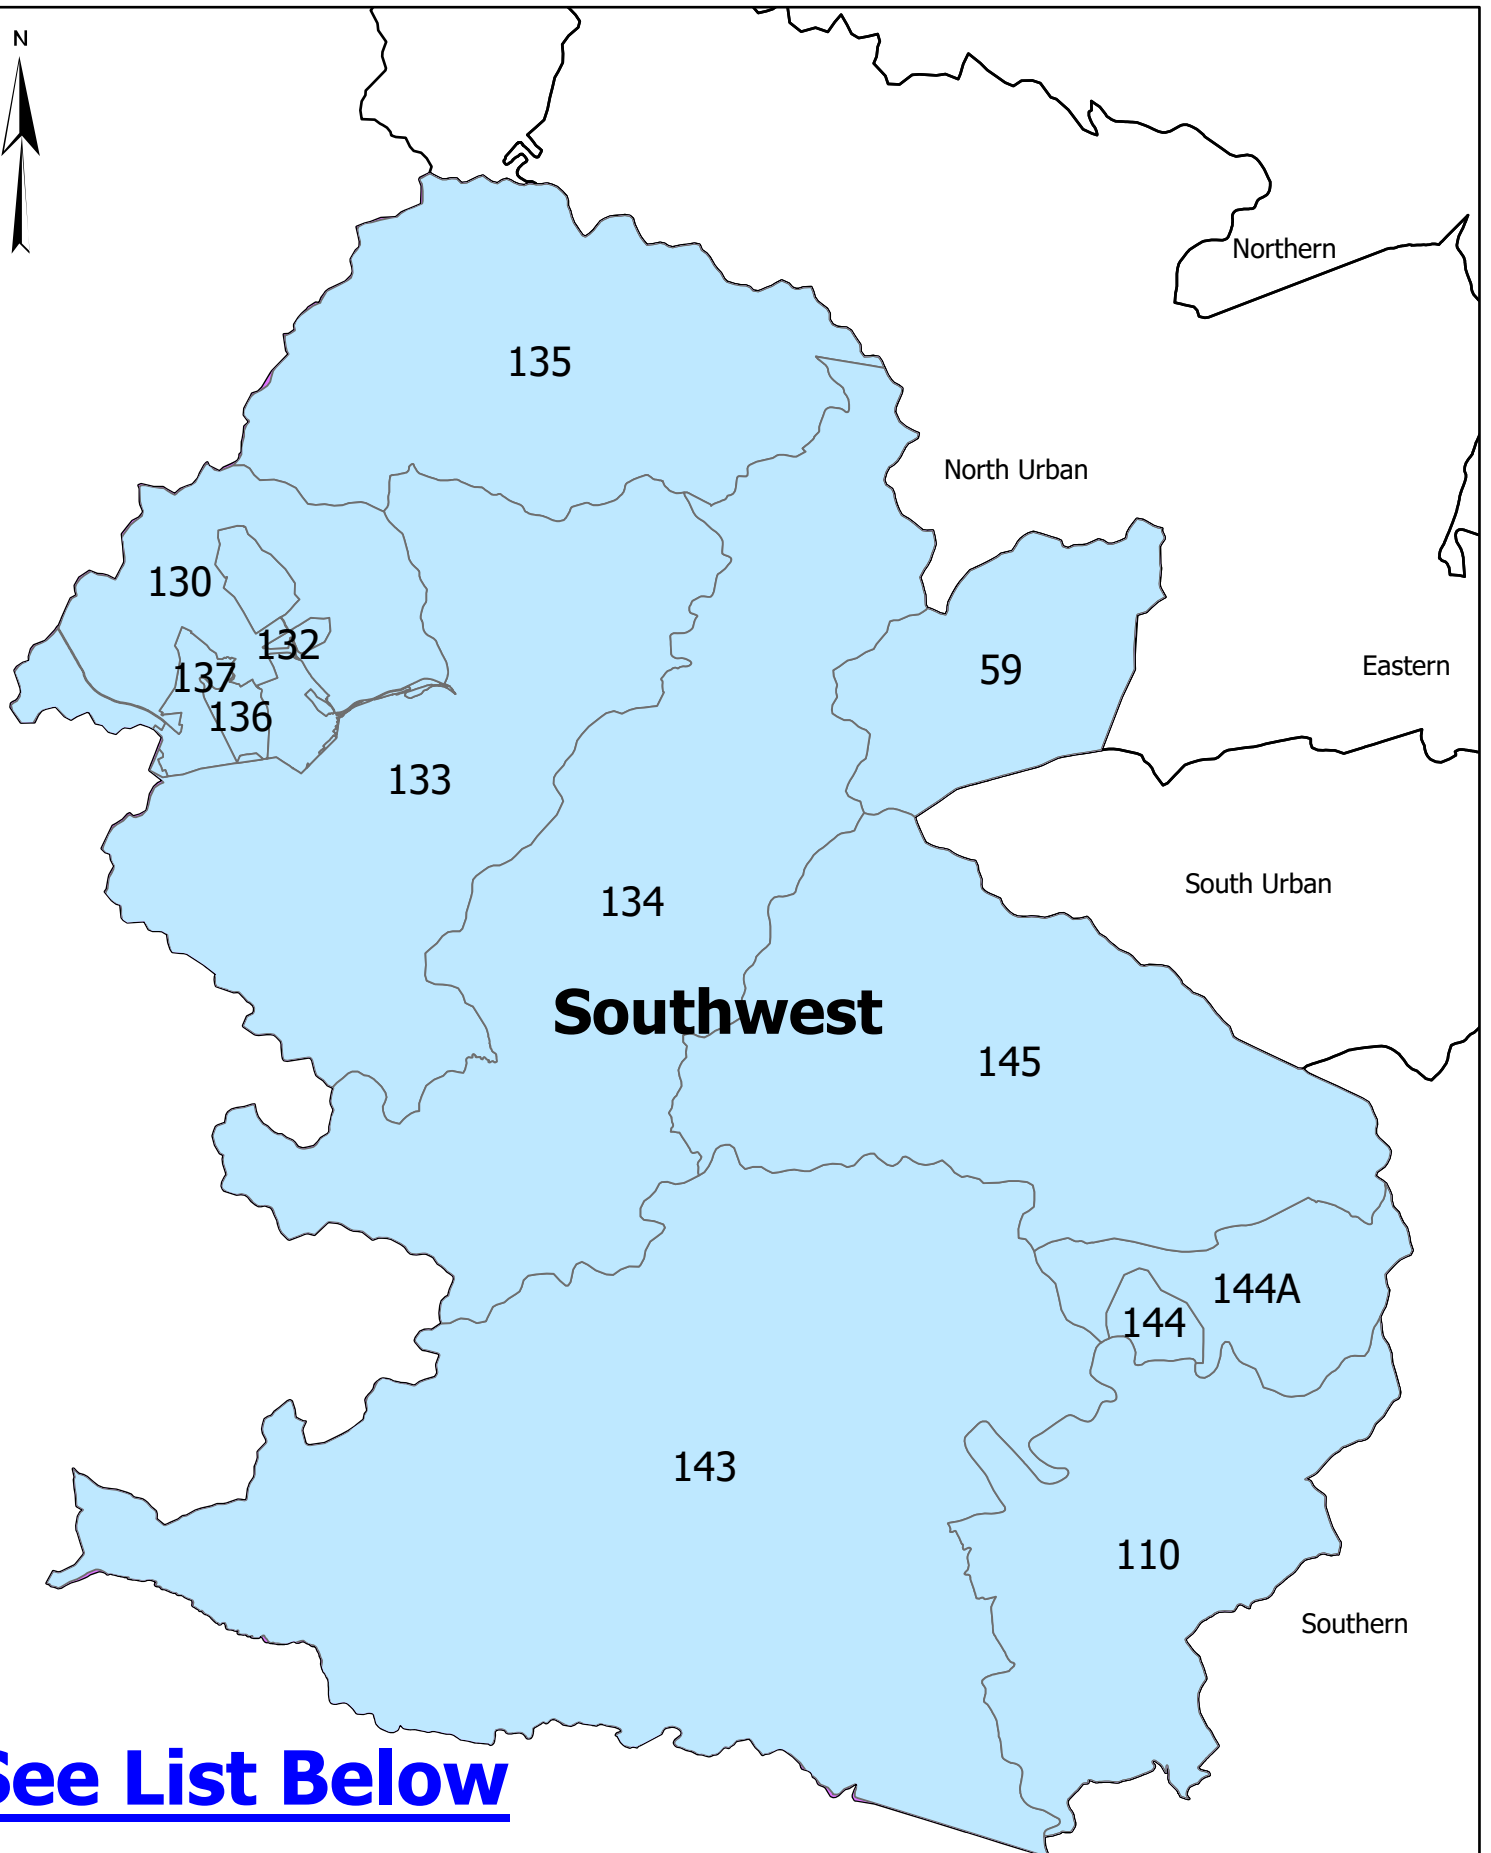 N
Northern
135
North Urban
130
132
59
Eastern
137
136
133
South Urban
134
Southwest
145
144A
144
143
110
Southern
See List Below